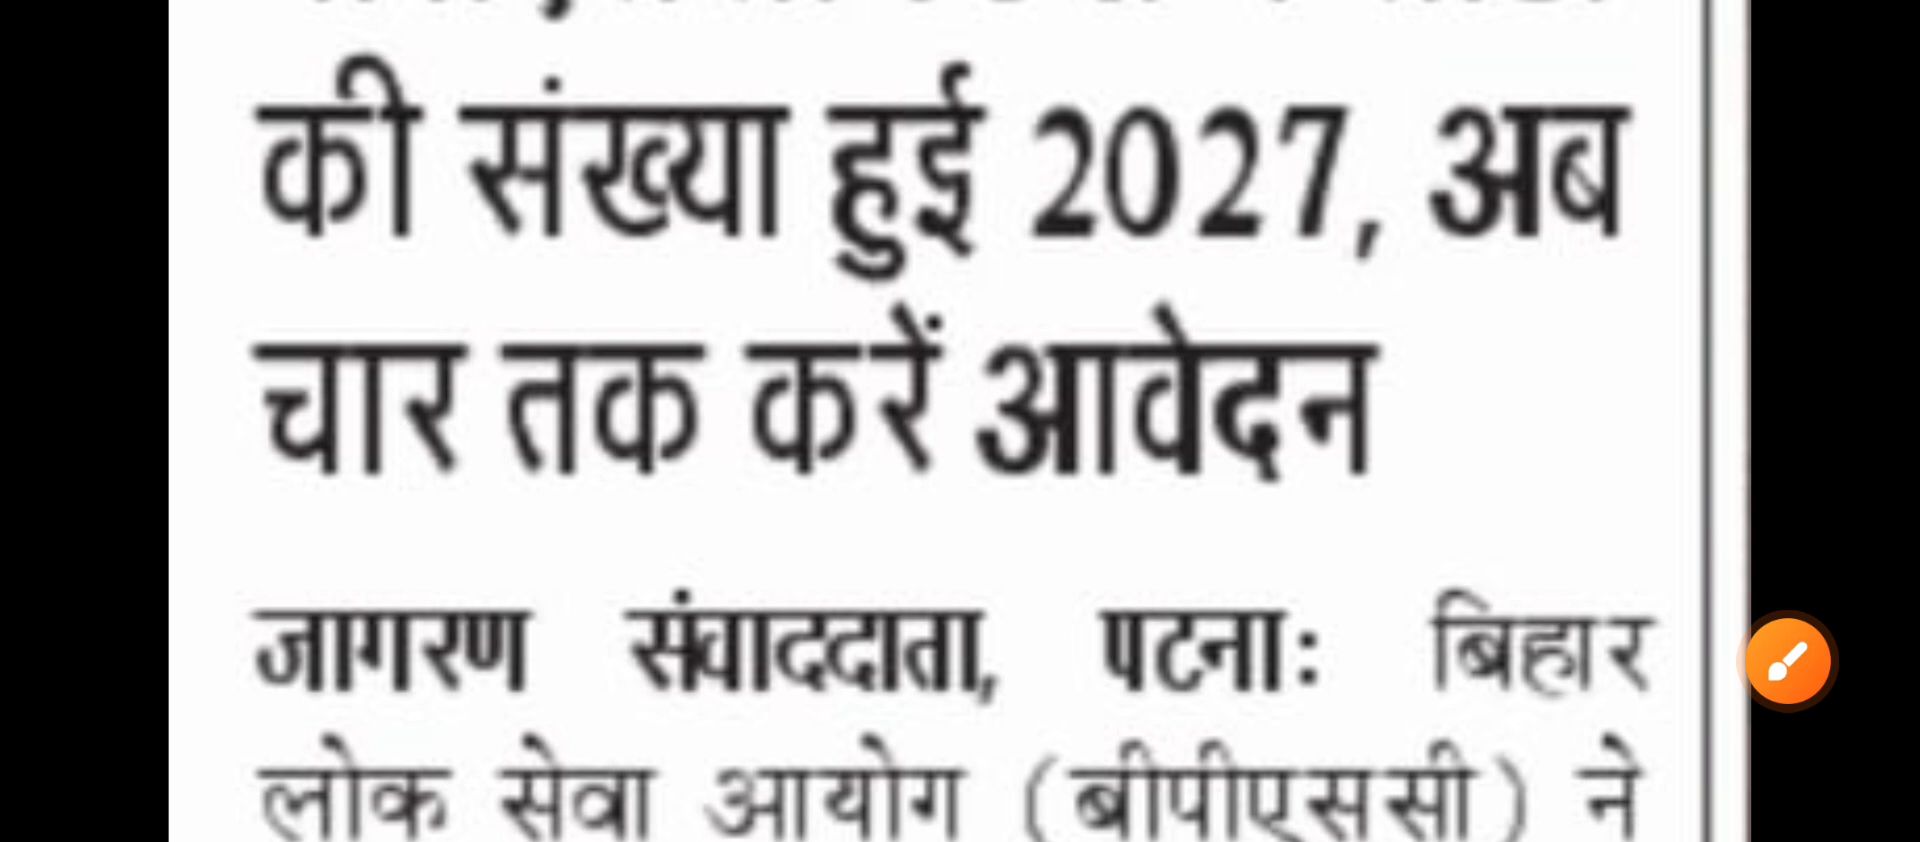 की संख्या हुई 2027, अब
चार तक करें आवेदन
जागरण संवाददाता, पटना: बिहार
लोक सेवा आयोग (बीपीएससी) ने